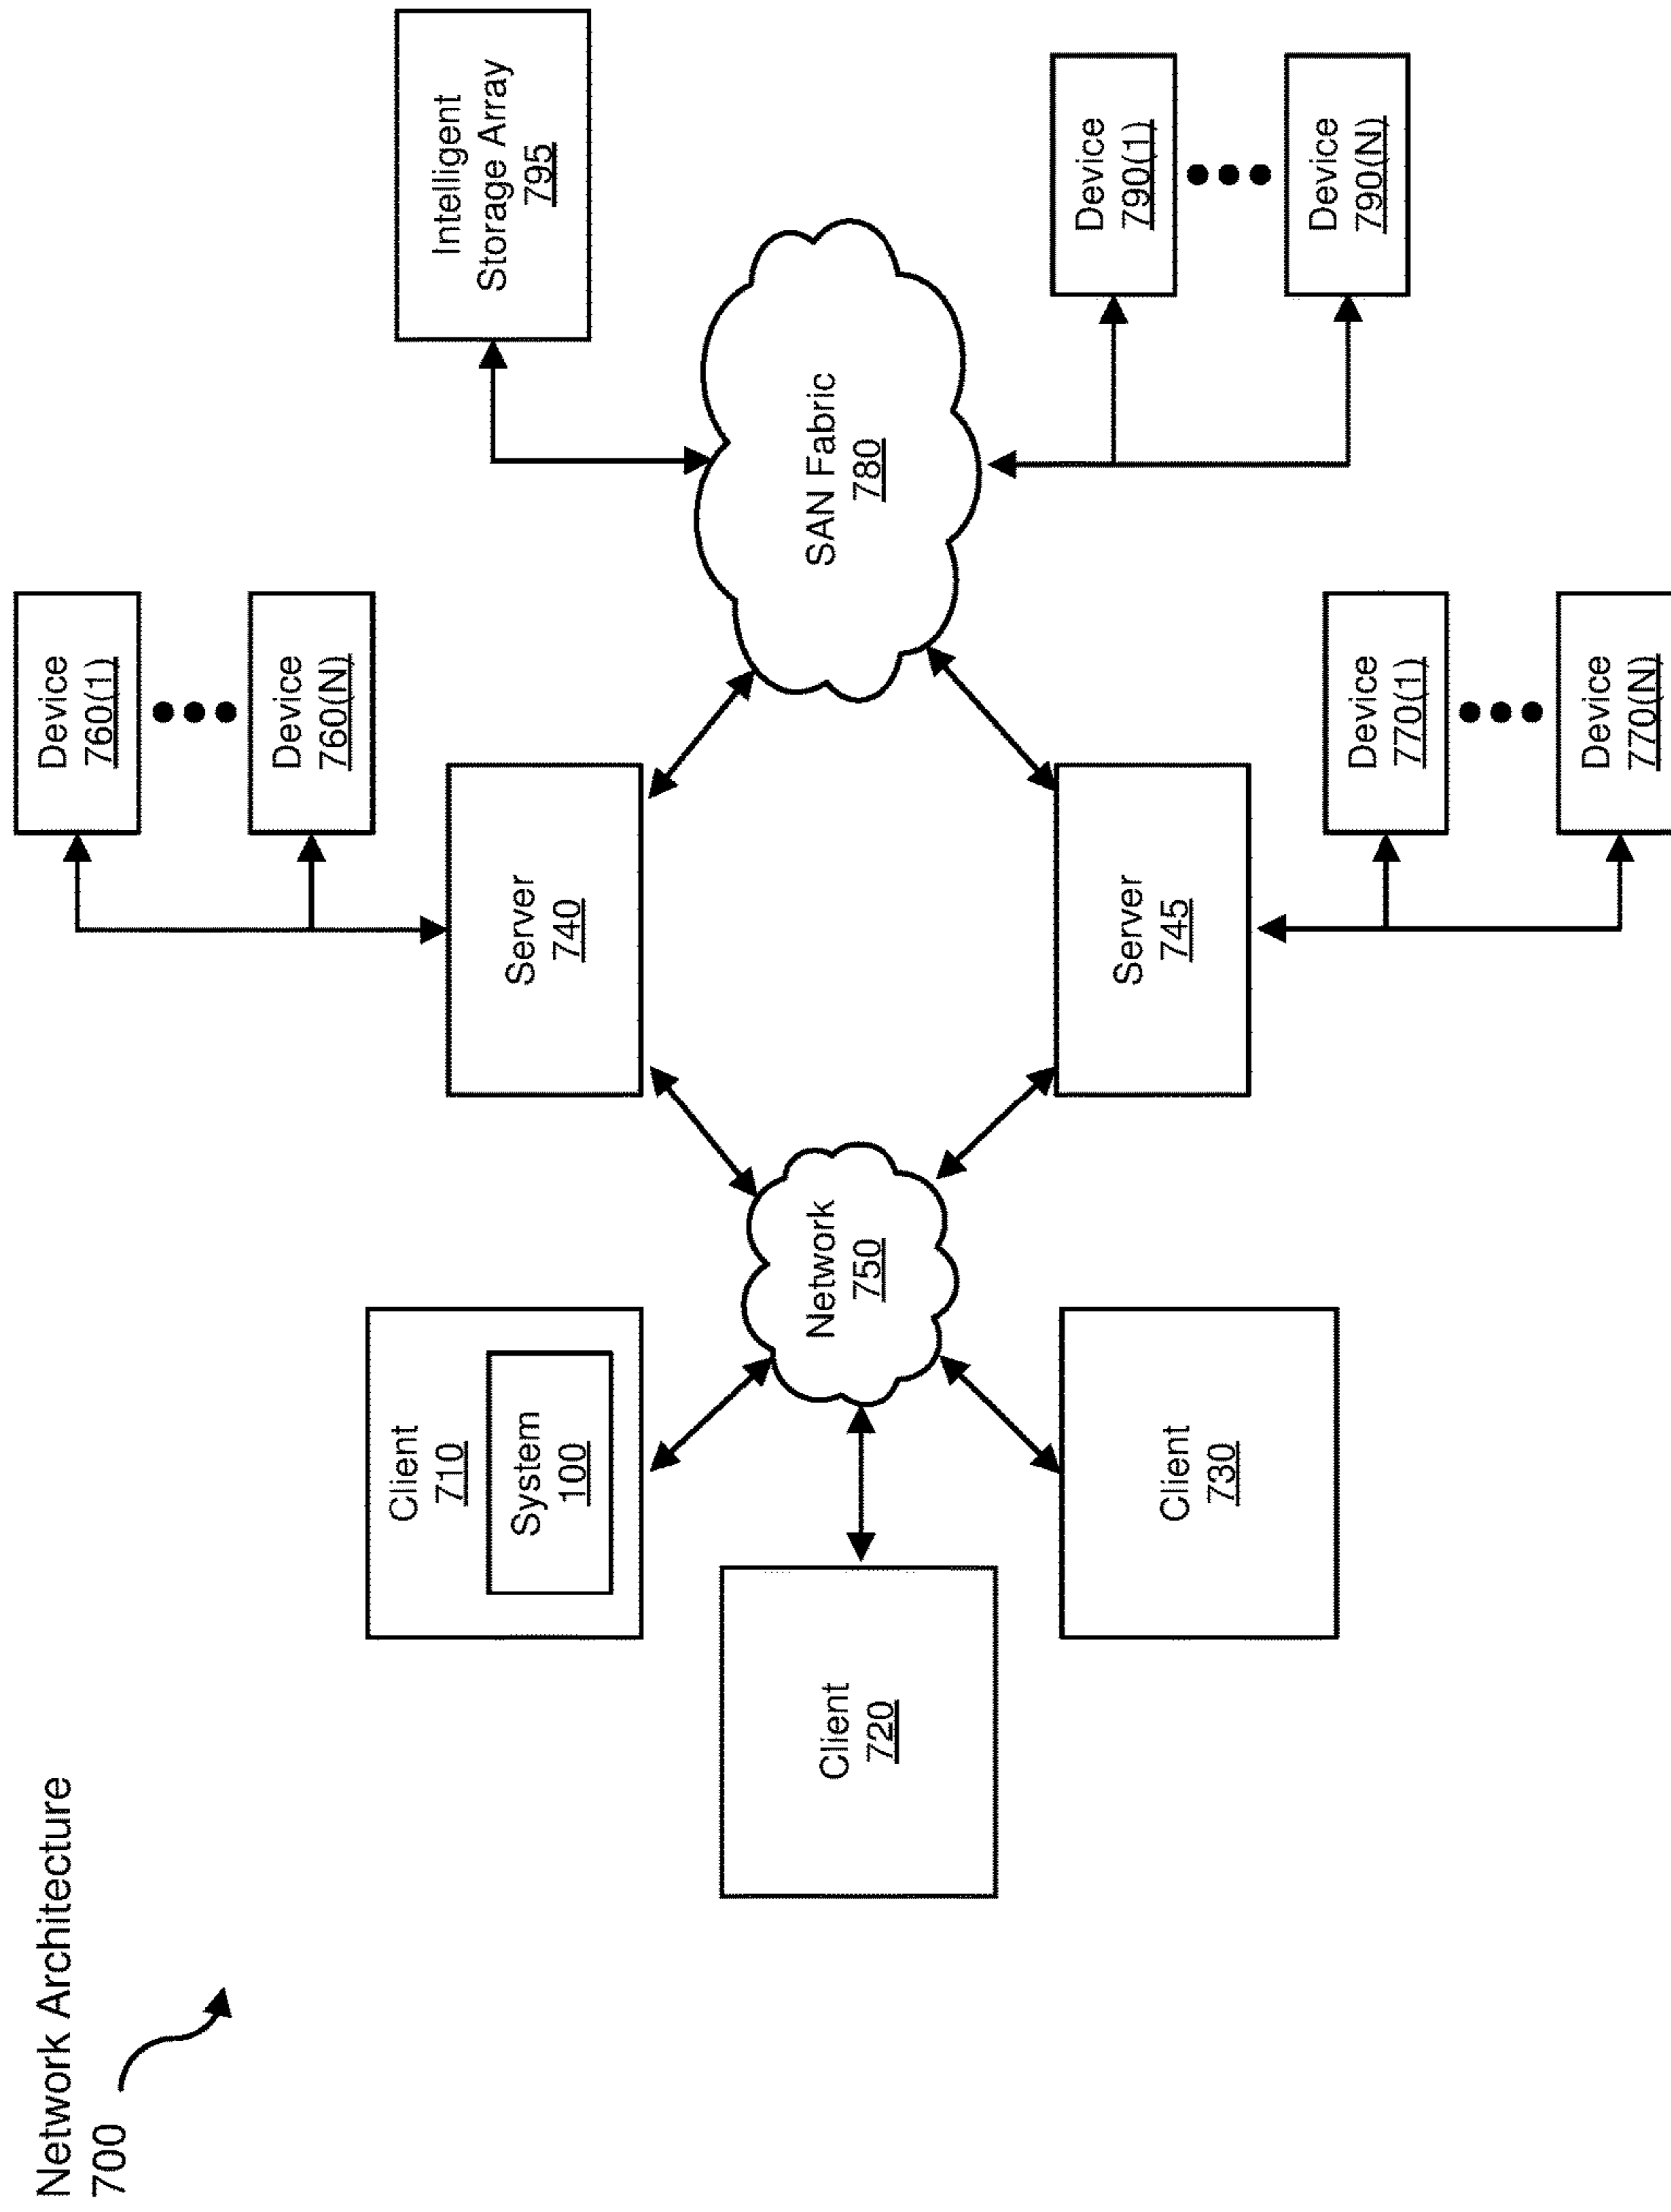 Network Architecture
700
Client
710
System
100
Client
720
Client
730
Network
750
Server
740
Server
745
Device
760(1)
Device
760(N)
Device
770(1)
Device
770(N)
SAN Fabric
780
Intelligent
Storage Array
795
Device
790(1)
Device
790(N)